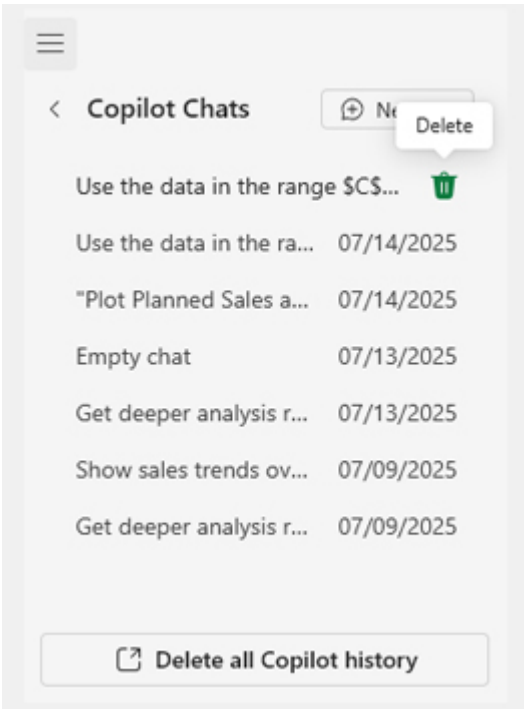 Copilot Chats
Delete
Use the data in the range $C$...
Use the data in the ra... 07/14/2025
"Plot Planned Sales a... 07/14/2025
Empty chat 07/13/2025
Get deeper analysis r... 07/13/2025
Show sales trends ov... 07/09/2025
Get deeper analysis r... 07/09/2025
Delete all Copilot history